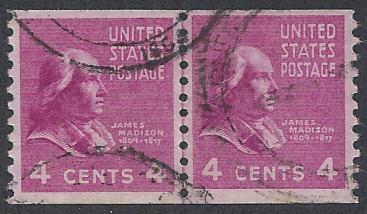 UNITED
STATES
POSTAGE
JAMES
MADISON
1809-1817
4 CENTS 4
UNITED
STATES
POSTAGE
JAMES
MADISON
1809-1817
4 CENTS 4